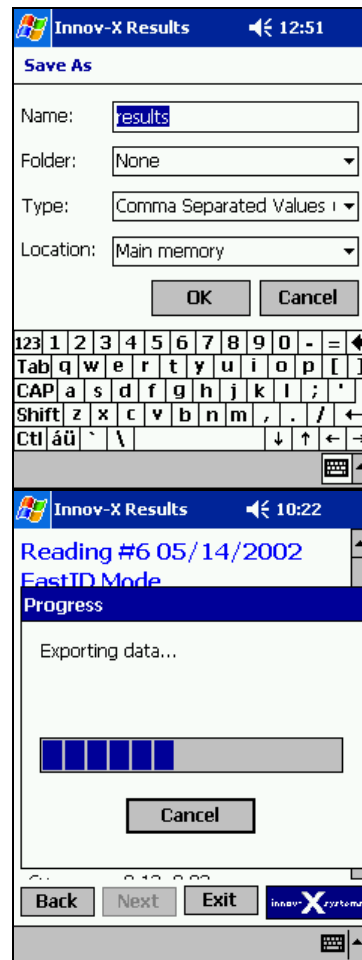 Innov-X Results 12:51
Save As
Name: results
Folder: None
Type: Comma Separated Values
Location: Main memory
OK Cancel
123 1 2 3 4 5 6 7 8 9 0 - =
Tab q w e r t y u i o p [ ]
CAP a s d f g h j k l ; '
Shift z x c v b n m , . /
Ctl áü ` \
Innov-X Results 10:22
Reading #6 05/14/2002
FastID Mode
Progress
Exporting data...
Cancel
Back Next Exit innov-X systems